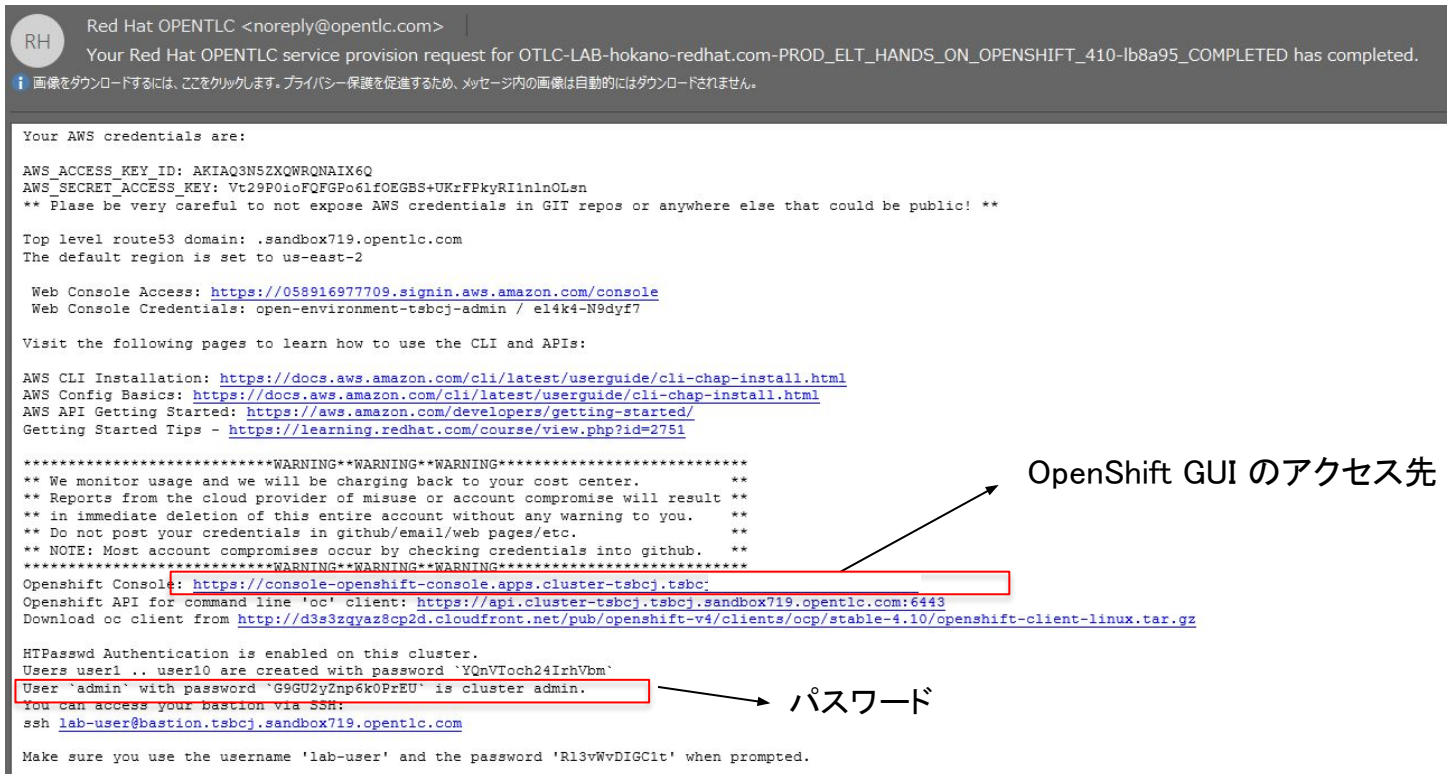 RH
Red Hat OPENTLC <noreply@opentlc.com>
Your Red Hat OPENTLC service provision request for OTLC-LAB-hokano-redhat.com-PROD_ELT_HANDS_ON_OPENSHIFT_410-lb8a95_COMPLETED has completed.
画像をダウンロードするには、ここをクリックします。プライバシー保護を促進するため、メッセージ内の画像は自動的にはダウンロードされません。
Your AWS credentials are:
AWS_ACCESS_KEY_ID: AKIAQ3N5ZXQWRQNAIX6Q
AWS_SECRET_ACCESS_KEY: Vt29P0ioFQFGPo6lfOEGBS+UKrFPkyRI1nlnOLsn
** Plase be very careful to not expose AWS credentials in GIT repos or anywhere else that could be public! **
Top level route53 domain: .sandbox719.opentlc.com
The default region is set to us-east-2
Web Console Access: https://058916977709.signin.aws.amazon.com/console
Web Console Credentials: open-environment-tsbcj-admin / el4k4-N9dyf7
Visit the following pages to learn how to use the CLI and APIs:
AWS CLI Installation: https://docs.aws.amazon.com/cli/latest/userguide/cli-chap-install.html
AWS Config Basics: https://docs.aws.amazon.com/cli/latest/userguide/cli-chap-install.html
AWS API Getting Started: https://aws.amazon.com/developers/getting-started/
Getting Started Tips - https://learning.redhat.com/course/view.php?id=2751
****************************WARNING**WARNING**WARNING****************************
** We monitor usage and we will be charging back to your cost center. **
** Reports from the cloud provider of misuse or account compromise will result **
** in immediate deletion of this entire account without any warning to you. **
** Do not post your credentials in github/email/web pages/etc. **
** NOTE: Most account compromises occur by checking credentials into github. **
****************************WARNING**WARNING**WARNING****************************
OpenShift GUI のアクセス先
Openshift Console: https://console-openshift-console.apps.cluster-tsbcj.tsbcj
Openshift API for command line 'oc' client: https://api.cluster-tsbcj.tsbcj.sandbox719.opentlc.com:6443
Download oc client from http://d3s3zqyaz8cp2d.cloudfront.net/pub/openshift-v4/clients/ocp/stable-4.10/openshift-client-linux.tar.gz
HTPasswd Authentication is enabled on this cluster.
Users user1 .. user10 are created with password `YQnVToch24IrhVbm`
User `admin` with password `G9GU2yZnp6k0PrEU` is cluster admin.
パスワード
You can access your bastion via SSH:
ssh lab-user@bastion.tsbcj.sandbox719.opentlc.com
Make sure you use the username 'lab-user' and the password 'Rl3vWvDIGC1t' when prompted.